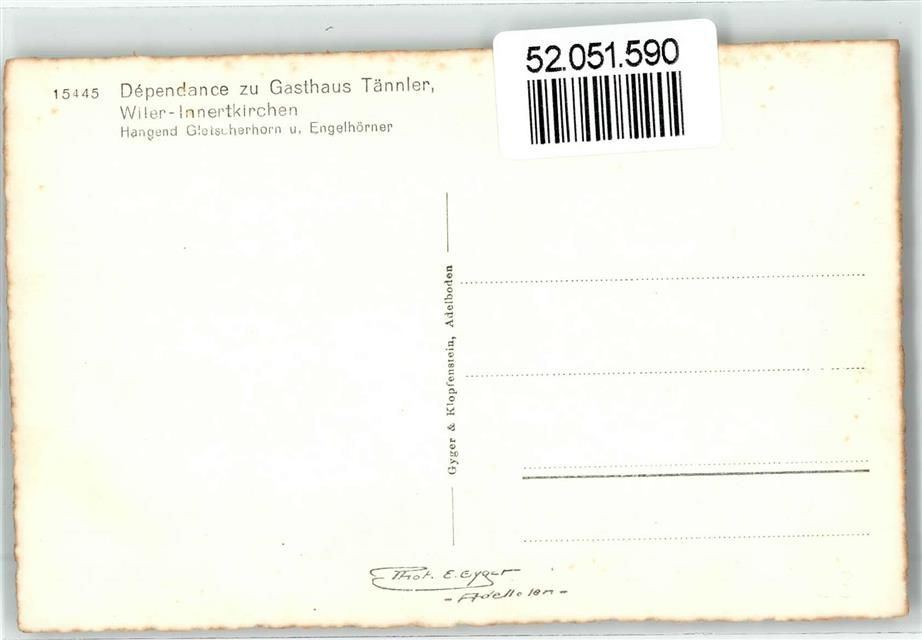 52.051.590
15445 Dépendance zu Gasthaus Tännler,
Wiler-Innertkirchen
Hangend Gletscherhorn u. Engelhörner
Gyger & Klopfenstein, Adelboden
Phot. E. Gyger
- Adelboden -